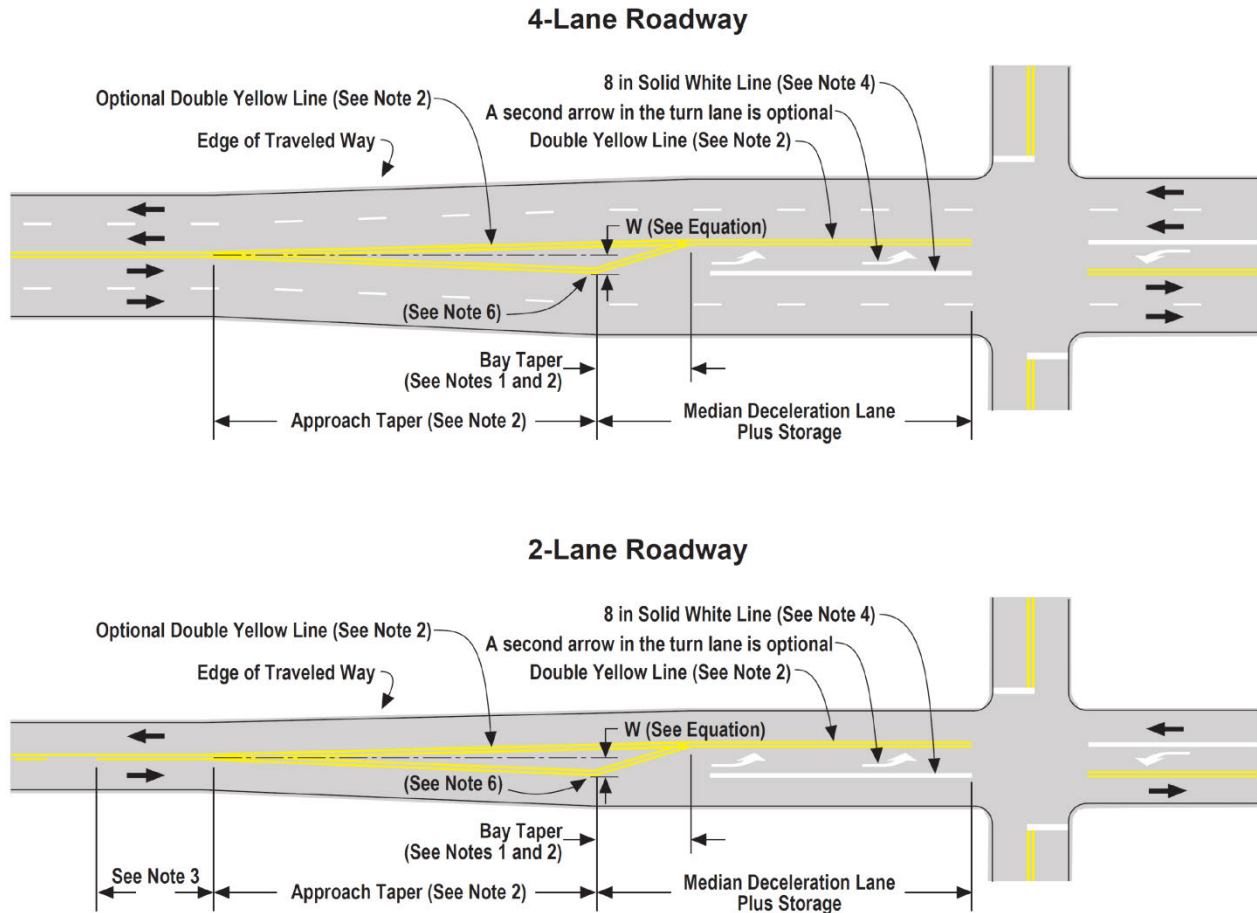 4-Lane Roadway
8 in Solid White Line (See Note 4)
Optional Double Yellow Line (See Note 2)
A second arrow in the turn lane is optional
Edge of Traveled Way
Double Yellow Line (See Note 2)
W (See Equation)
(See Note 6)
Bay Taper
(See Notes 1 and 2)
Approach Taper (See Note 2)
Median Deceleration Lane
Plus Storage
2-Lane Roadway
8 in Solid White Line (See Note 4)
Optional Double Yellow Line (See Note 2)
A second arrow in the turn lane is optional
Edge of Traveled Way
Double Yellow Line (See Note 2)
W (See Equation)
(See Note 6)
Bay Taper
(See Notes 1 and 2)
See Note 3
Approach Taper (See Note 2)
Median Deceleration Lane
Plus Storage